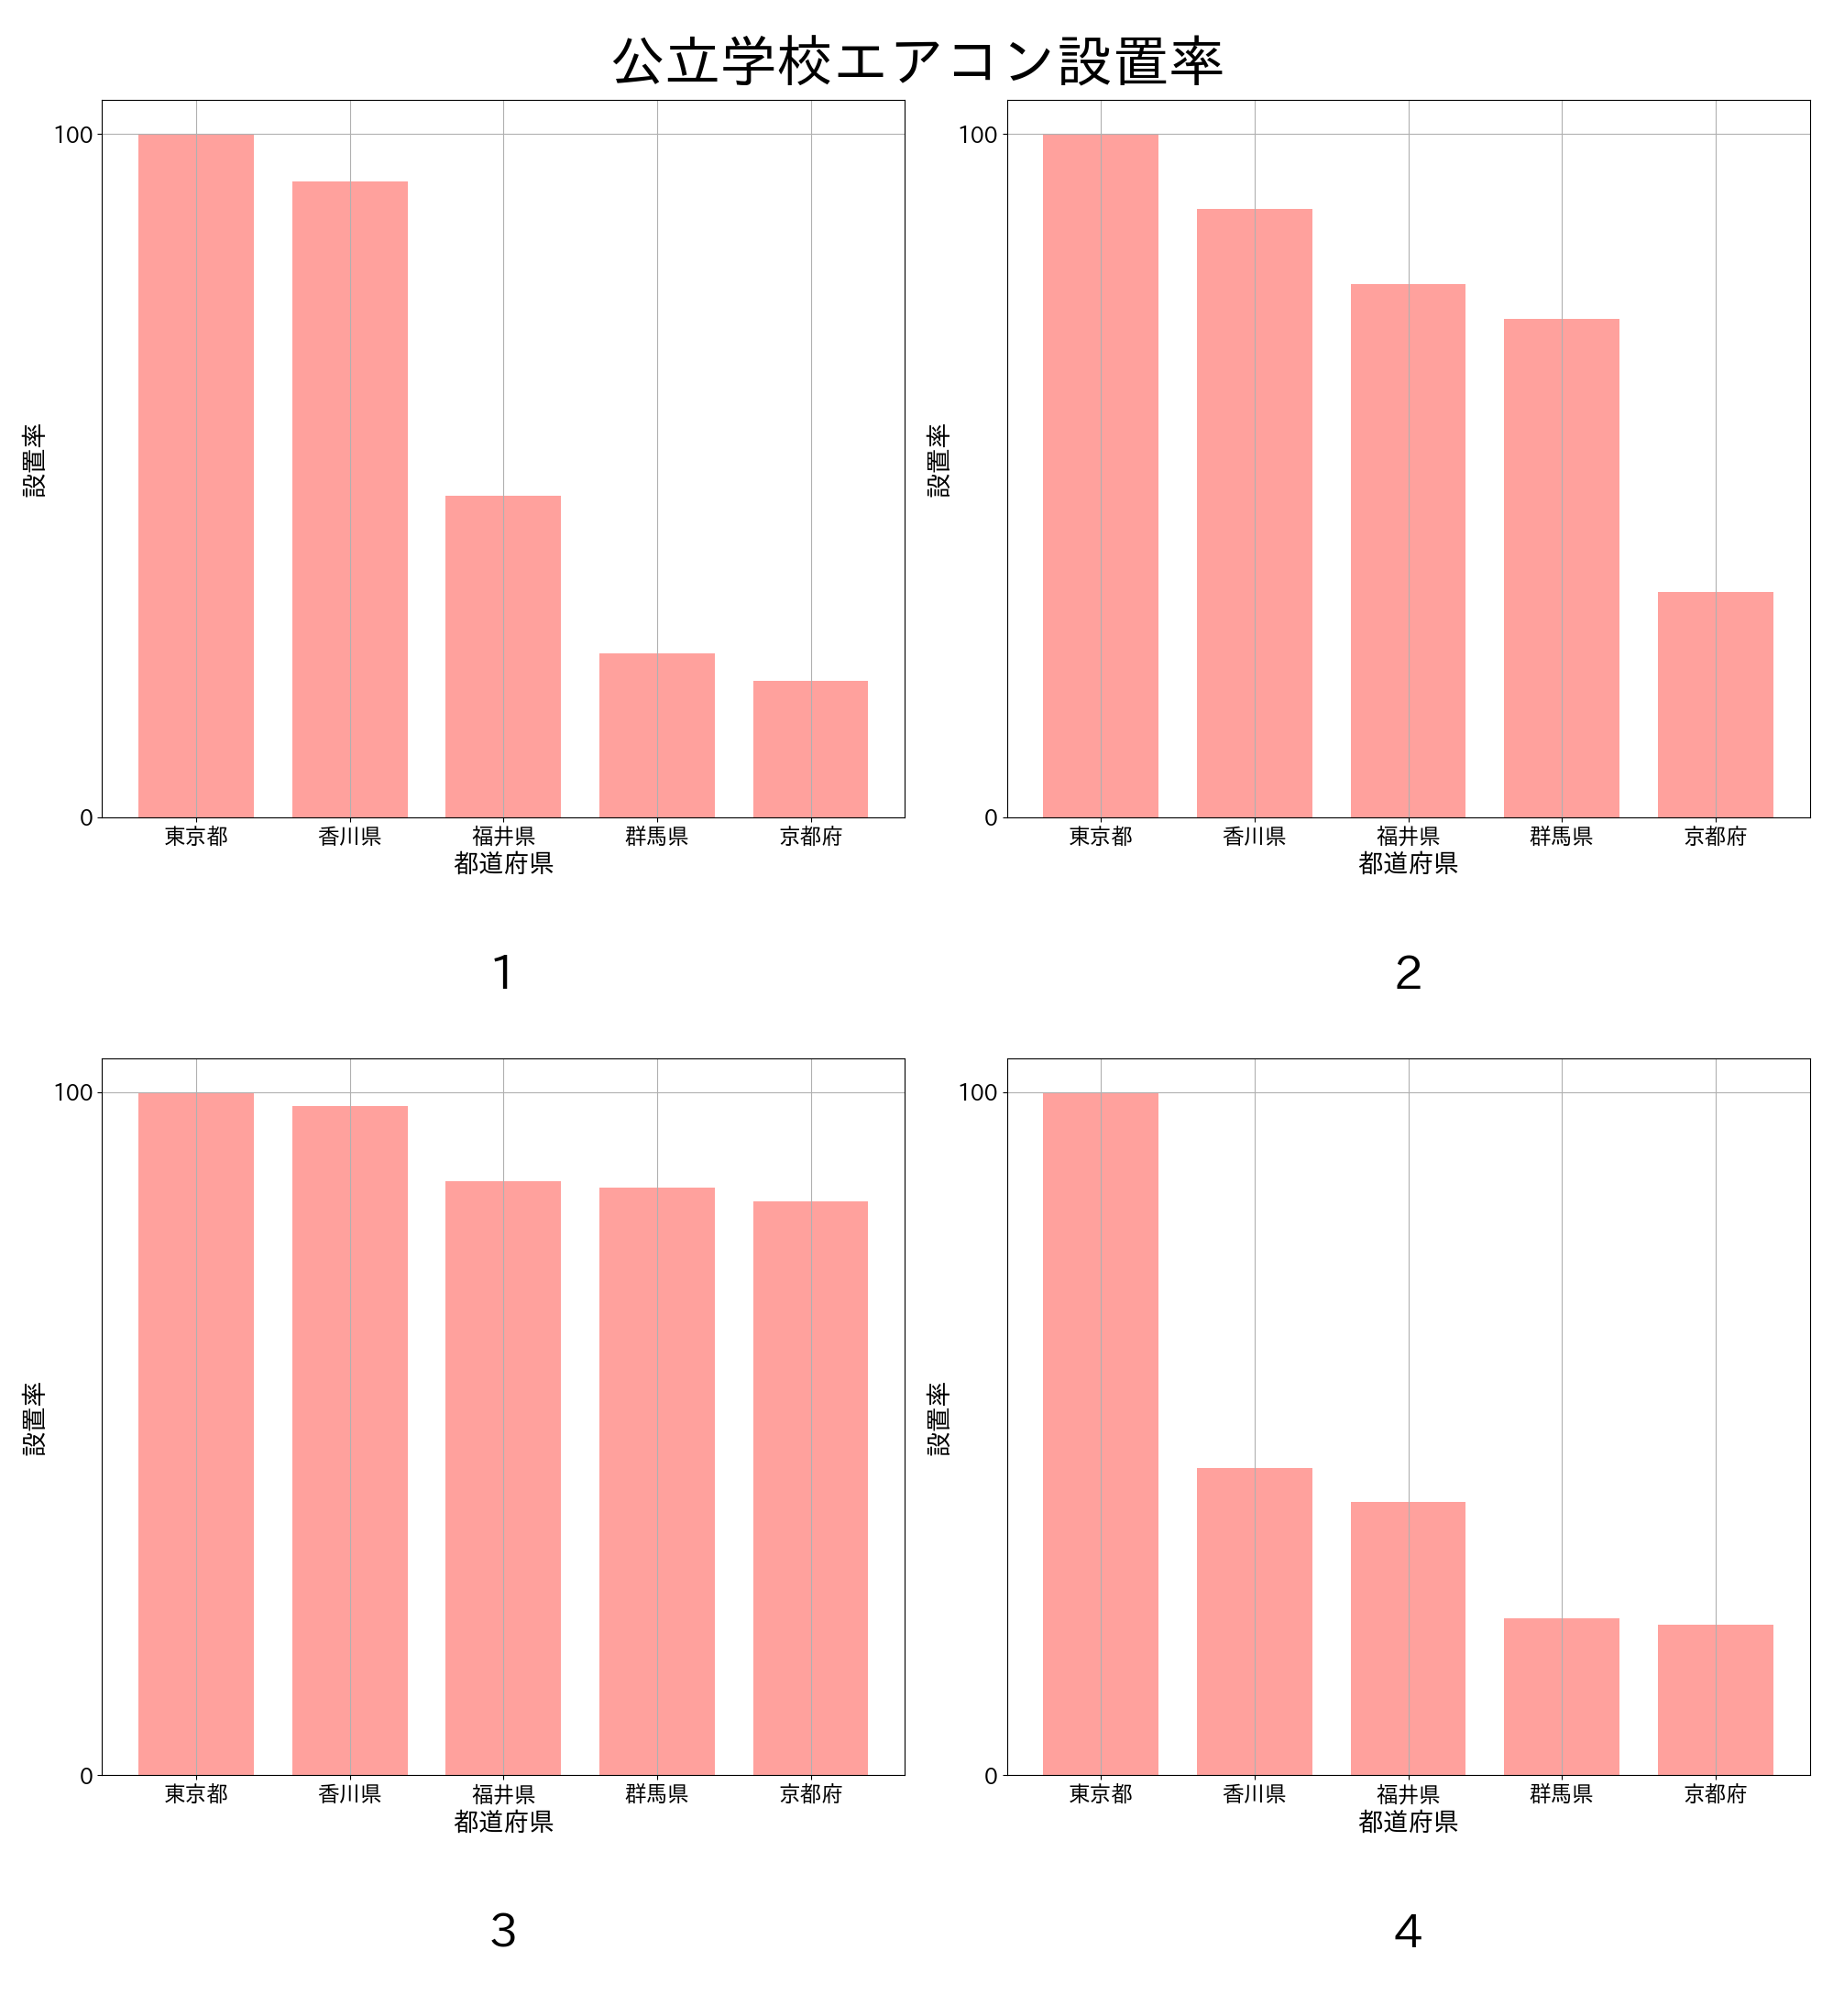 公立学校エアコン設置率
100
0
設置率
東京都 香川県 福井県 群馬県 京都府
都道府県
1
100
0
設置率
東京都 香川県 福井県 群馬県 京都府
都道府県
2
100
0
設置率
東京都 香川県 福井県 群馬県 京都府
都道府県
3
100
0
設置率
東京都 香川県 福井県 群馬県 京都府
都道府県
4